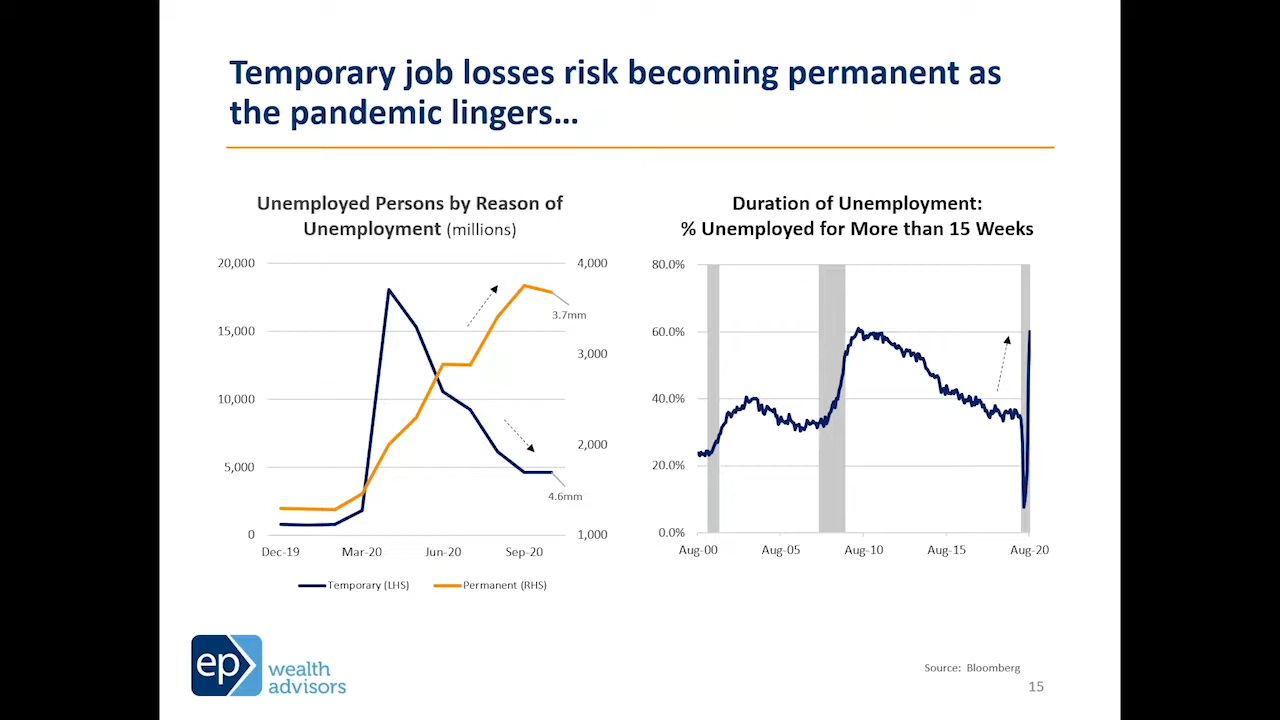 Temporary job losses risk becoming permanent as
the pandemic lingers…
Unemployed Persons by Reason of
Unemployment (millions)
20,000
15,000
10,000
5,000
0
4,000
3,000
2,000
1,000
3.7mm
4.6mm
Dec-19 Mar-20 Jun-20 Sep-20
Temporary (LHS) Permanent (RHS)
Duration of Unemployment:
% Unemployed for More than 15 Weeks
80.0%
60.0%
40.0%
20.0%
0.0%
Aug-00 Aug-05 Aug-10 Aug-15 Aug-20
ep wealth
advisors
Source: Bloomberg
15